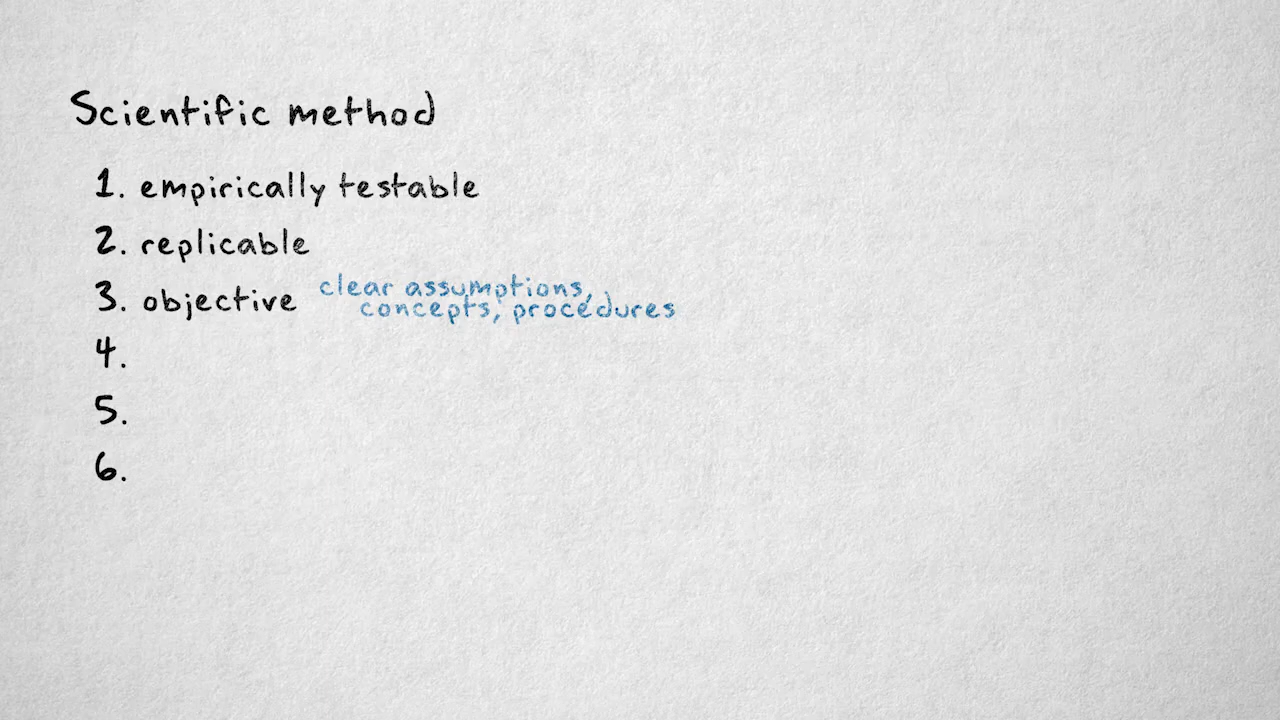 Scientific method
1. empirically testable
2. replicable
3. objective clear assumptions,
concepts, procedures
4.
5.
6.